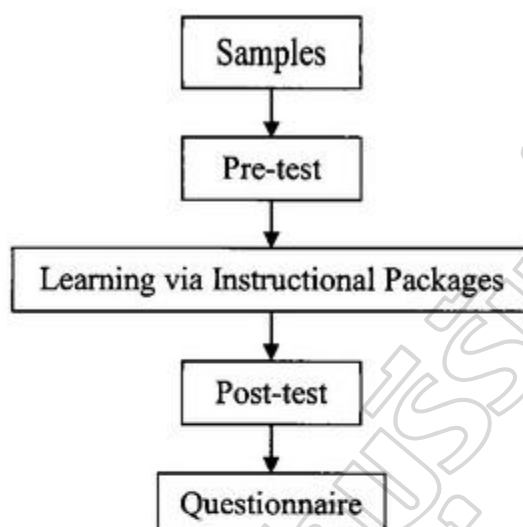 Samples
Pre-test
Learning via Instructional Packages
Post-test
Questionnaire